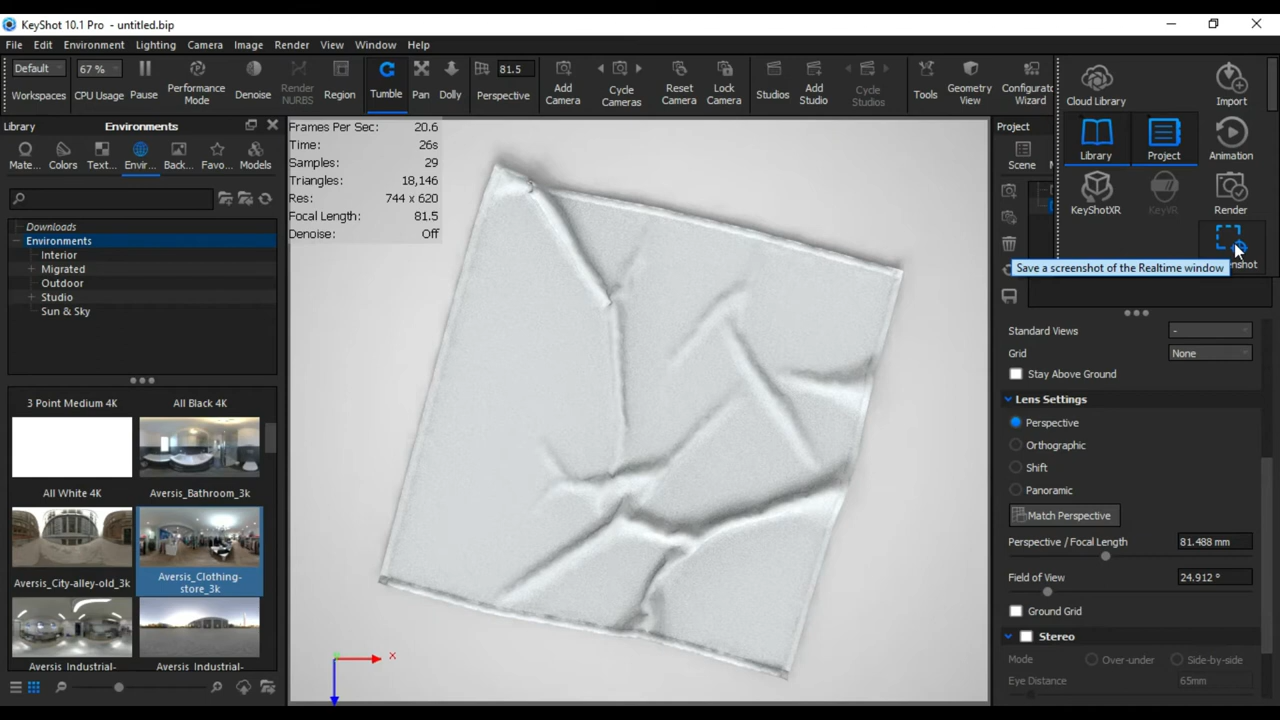 KeyShot 10.1 Pro - untitled.bip
File Edit Environment Lighting Camera Image Render View Window Help
Default
Workspaces
67 %
CPU Usage
Pause
Performance
Mode
Denoise
Render
NURBS
Region
Tumble
Pan
Dolly
81.5
Perspective
Add
Camera
Cycle
Cameras
Reset
Camera
Lock
Camera
Studios
Add
Studio
Cycle
Studios
Tools
Geometry
View
Configurat
Wizard
Cloud Library
Import
Library
Project
Animation
KeyShotXR
KeyVR
Render
nshot
Save a screenshot of the Realtime window
Library
Environments
Mate...
Colors
Text...
Envir...
Back...
Favo...
Models
Downloads
Environments
Interior
Migrated
Outdoor
Studio
Sun & Sky
3 Point Medium 4K
All Black 4K
All White 4K
Aversis_Bathroom_3k
Aversis_City-alley-old_3k
Aversis_Clothing-
store_3k
Aversis_Industrial-
Aversis_Industrial-
Frames Per Sec: 20.6
Time: 26s
Samples: 29
Triangles: 18,146
Res: 744 x 620
Focal Length: 81.5
Denoise: Off
X
Project
Scene
M
Standard Views -
Grid None
Stay Above Ground
Lens Settings
Perspective
Orthographic
Shift
Panoramic
Match Perspective
Perspective / Focal Length 81.488 mm
Field of View 24.912 °
Ground Grid
Stereo
Mode Over-under Side-by-side
Eye Distance 65mm